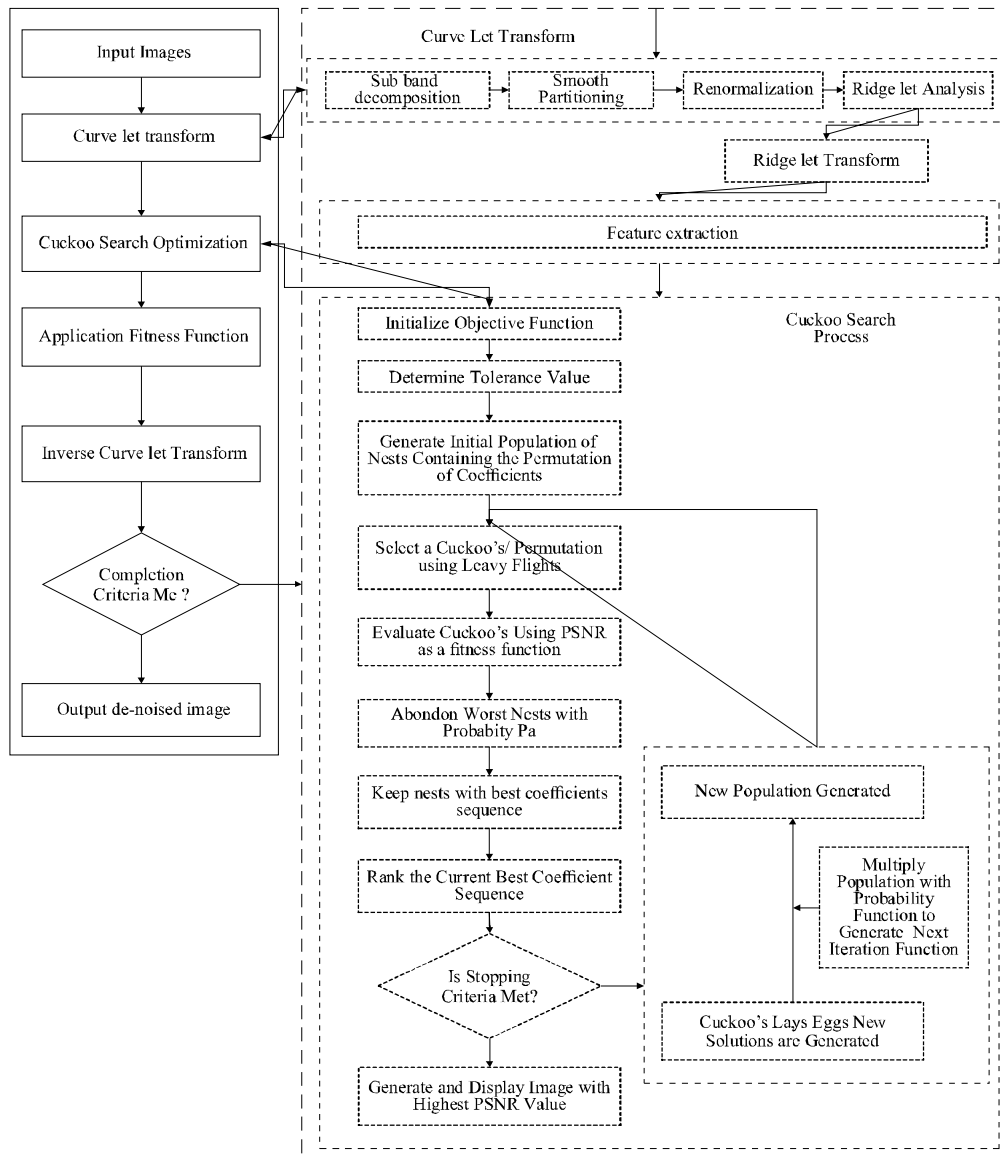 Input Images
Curve let transform
Cuckoo Search Optimization
Application Fitness Function
Inverse Curve let Transform
Completion
Criteria Me ?
Output de-noised image
Curve Let Transform
Sub band
decomposition
Smooth
Partitioning
Renormalization
Ridge let Analysis
Ridge let Transform
Feature extraction
Cuckoo Search
Process
Initialize Objective Function
Determine Tolerance Value
Generate Initial Population of
Nests Containing the Permutation
of Coefficients
Select a Cuckoo's/ Permutation
using Leavy Flights
Evaluate Cuckoo's Using PSNR
as a fitness function
Abondon Worst Nests with
Probabity Pa
Keep nests with best coefficients
sequence
Rank the Current Best Coefficient
Sequence
Is Stopping
Criteria Met?
Generate and Display Image with
Highest PSNR Value
New Population Generated
Multiply
Population with
Probability
Function to
Generate Next
Iteration Function
Cuckoo's Lays Eggs New
Solutions are Generated